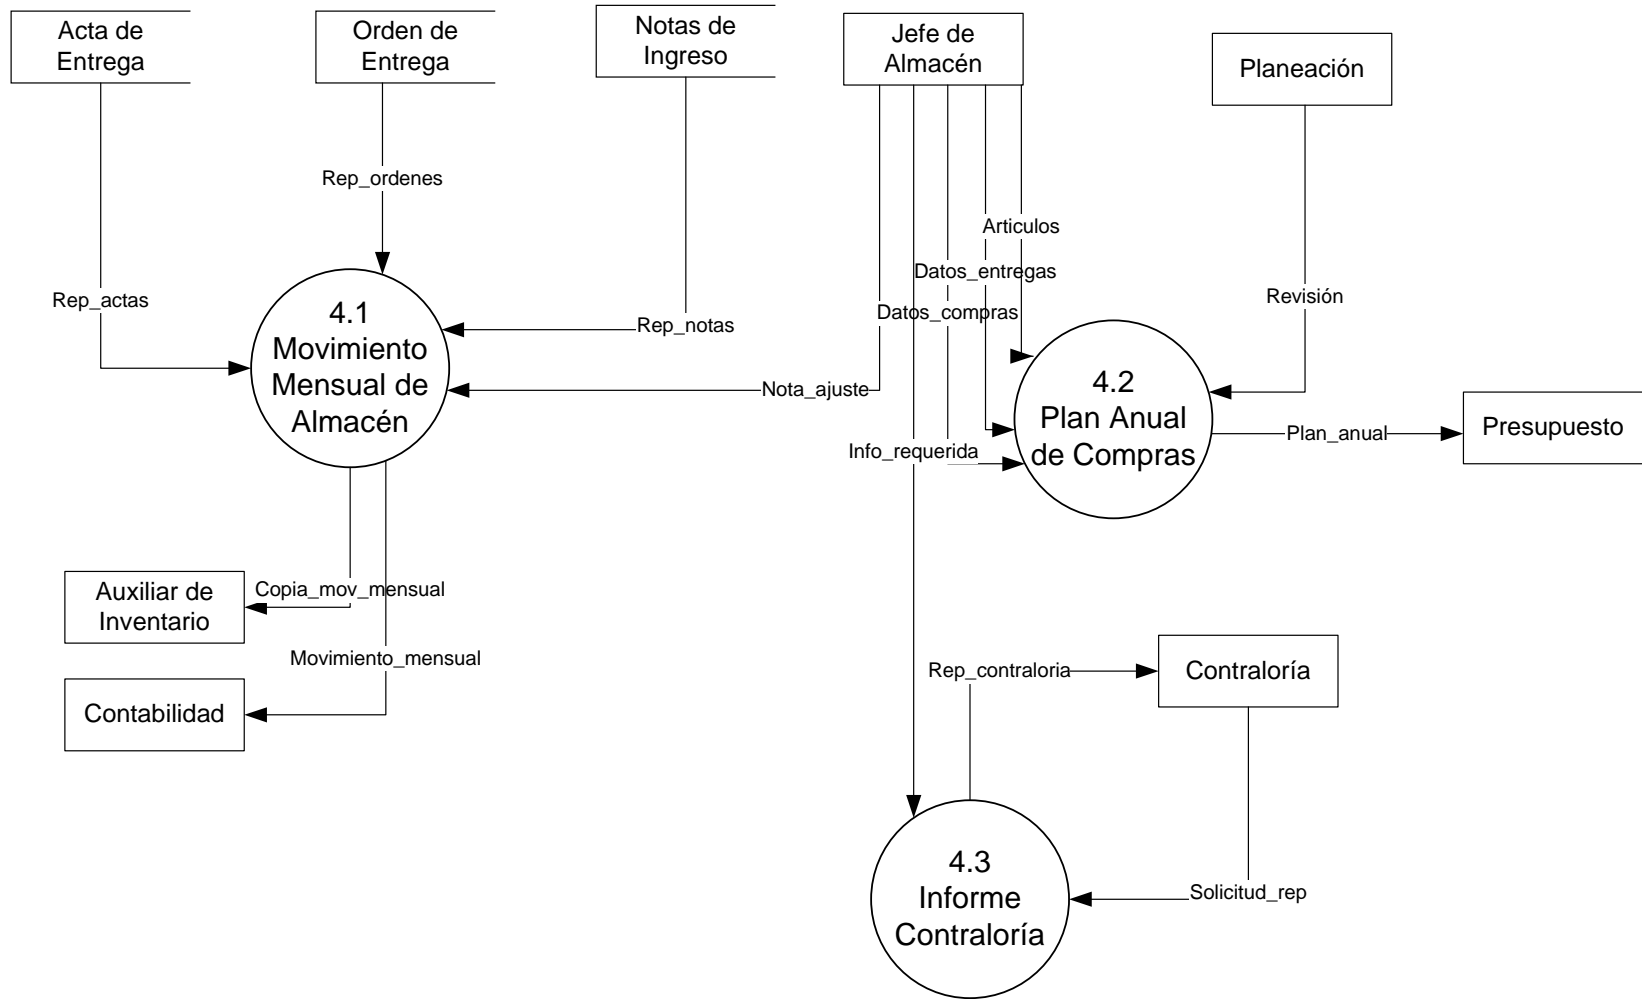 Acta de
Entrega
Orden de
Entrega
Notas de
Ingreso
Jefe de
Almacén
Planeación
Rep_ordenes
Articulos
Datos_entregas
Rep_actas
Revisión
Datos_compras
Rep_notas
4.1
Movimiento
Mensual de
Almacén
Nota_ajuste
4.2
Plan Anual
de Compras
Plan_anual
Presupuesto
Info_requerida
Auxiliar de
Inventario
Copia_mov_mensual
Movimiento_mensual
Contabilidad
Rep_contraloria
Contraloría
4.3
Informe
Contraloría
Solicitud_rep